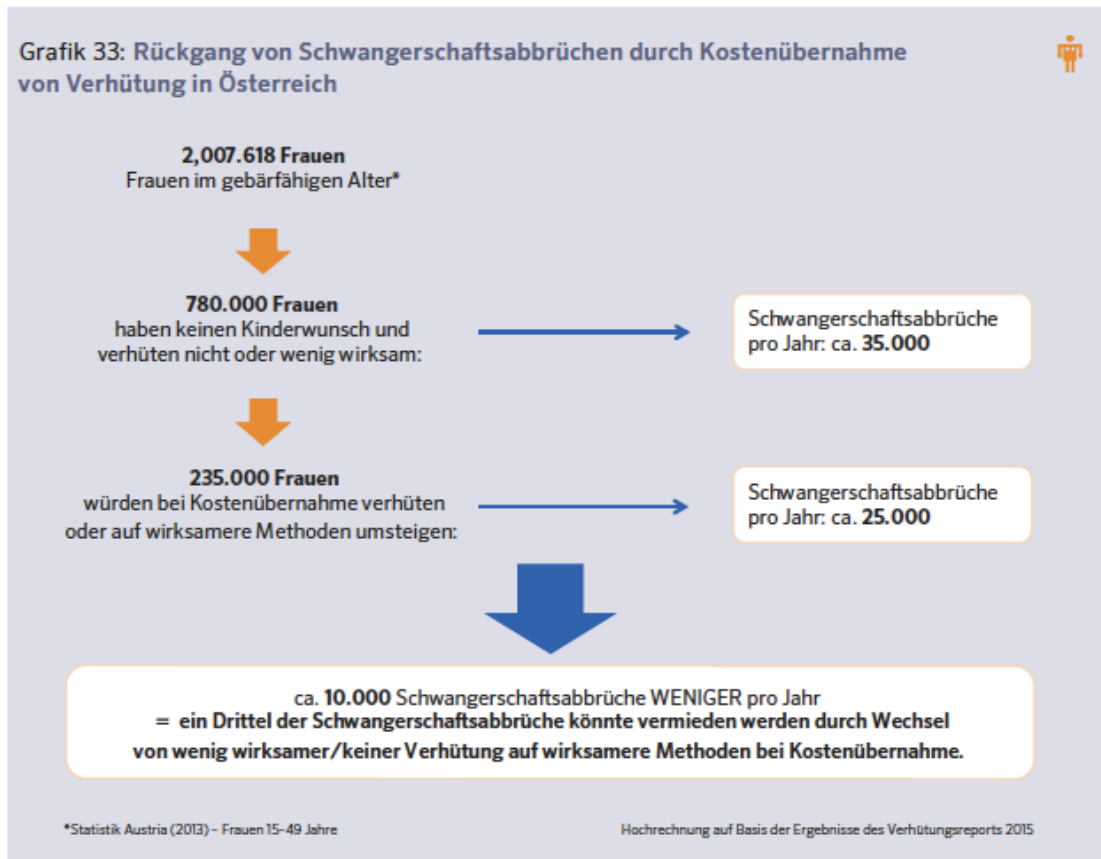 Grafik 33: Rückgang von Schwangerschaftsabbrüchen durch Kostenübernahme
von Verhütung in Österreich
2,007.618 Frauen
Frauen im gebärfähigen Alter*
780.000 Frauen
haben keinen Kinderwunsch und
verhüten nicht oder wenig wirksam:
Schwangerschaftsabbrüche
pro Jahr: ca. 35.000
235.000 Frauen
würden bei Kostenübernahme verhüten
oder auf wirksamere Methoden umsteigen:
Schwangerschaftsabbrüche
pro Jahr: ca. 25.000
ca. 10.000 Schwangerschaftsabbrüche WENIGER pro Jahr
= ein Drittel der Schwangerschaftsabbrüche könnte vermieden werden durch Wechsel
von wenig wirksamer/keiner Verhütung auf wirksamere Methoden bei Kostenübernahme.
*Statistik Austria (2013) – Frauen 15-49 Jahre
Hochrechnung auf Basis der Ergebnisse des Verhütungsreports 2015